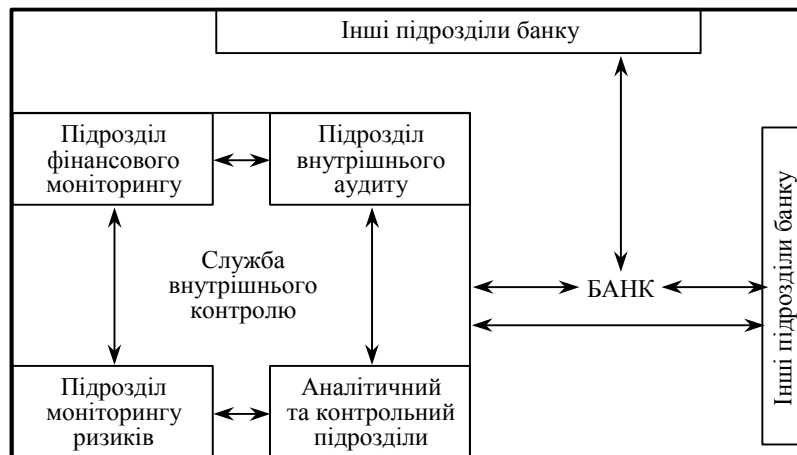 Інші підрозділи банку
Підрозділ
фінансового
моніторингу
Підрозділ
внутрішнього
аудиту
Служба
внутрішнього
контролю
БАНК
Інші підрозділи банку
Підрозділ
моніторингу
ризиків
Аналітичний
та контрольний
підрозділи